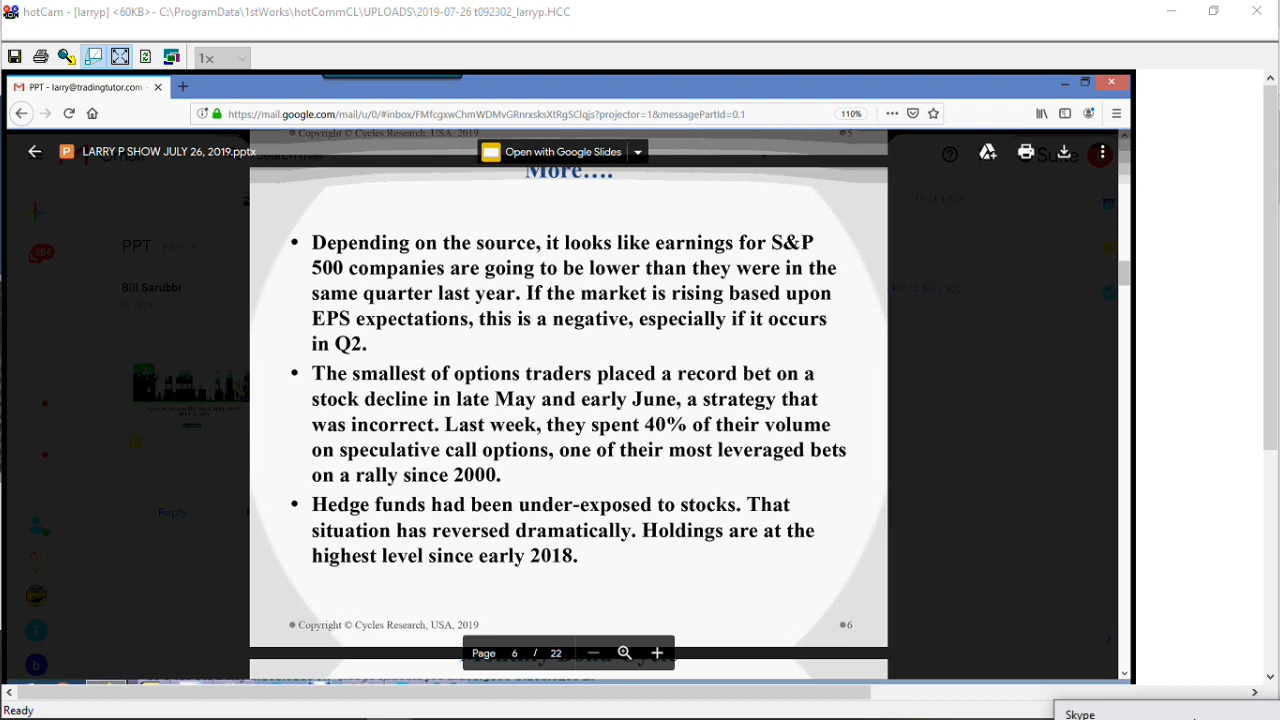 hotCam - [larryp] <60KB>- C:\ProgramData\1stWorks\hotCommCL\UPLOADS\2019-07-26 t092302_larryp.HCC
1x
PPT - larry@tradingtutor.com -
https://mail.google.com/mail/u/0/#inbox/FMfcgxwChmWDMvGRnrxsksXtRgSClqjs?projector=1&messagePartId=0.1
110%
Copyright © Cycles Research, USA, 2019
5
LARRY P SHOW JULY 26, 2019.pptx
Open with Google Slides
Suite
More….
384
PPT
Bill Sarubbi
12 days ago
Reply
• Depending on the source, it looks like earnings for S&P
500 companies are going to be lower than they were in the
same quarter last year. If the market is rising based upon
EPS expectations, this is a negative, especially if it occurs
in Q2.
• The smallest of options traders placed a record bet on a
stock decline in late May and early June, a strategy that
was incorrect. Last week, they spent 40% of their volume
on speculative call options, one of their most leveraged bets
on a rally since 2000.
• Hedge funds had been under-exposed to stocks. That
situation has reversed dramatically. Holdings are at the
highest level since early 2018.
Copyright © Cycles Research, USA, 2019
6
Page 6 / 22
T
b
Ready
Skype